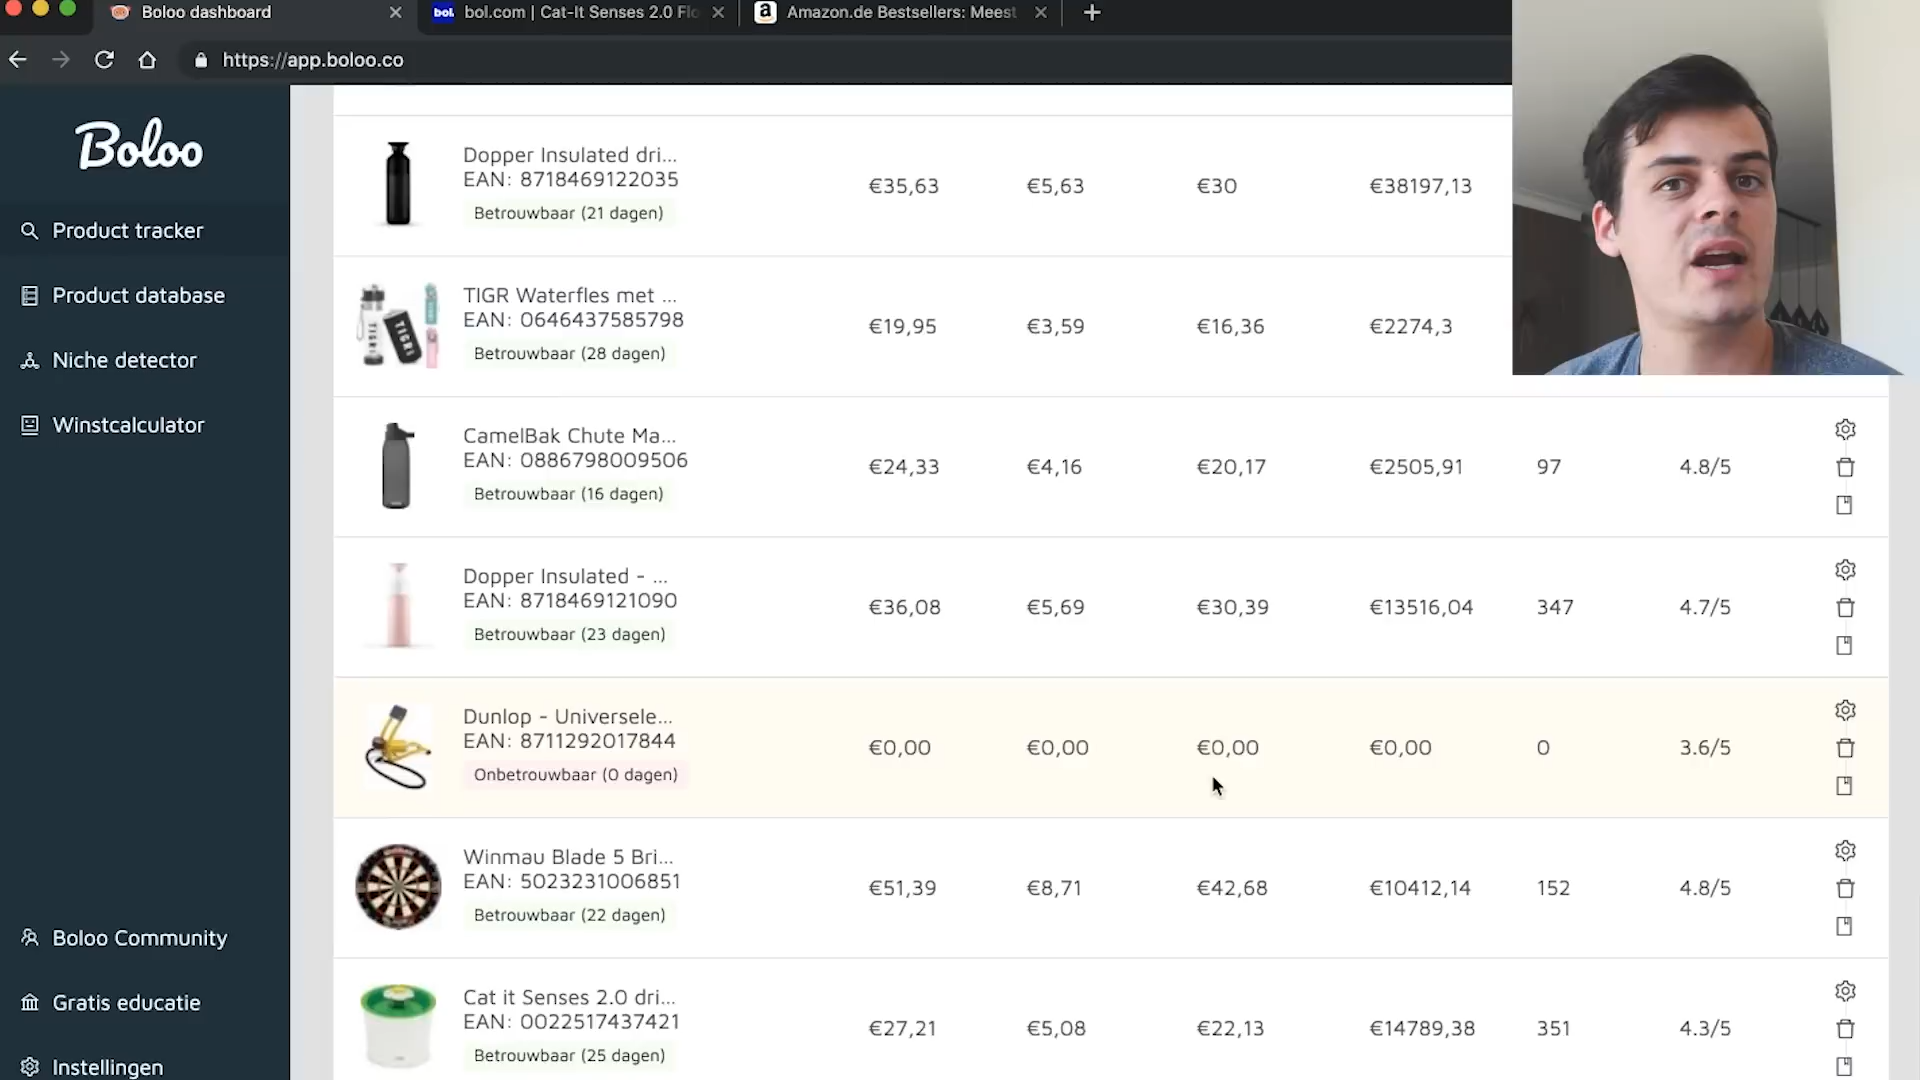 Boloo dashboard
bol. bol.com | Cat-It Senses 2.0 Flo
a Amazon.de Bestsellers: Meest
https://app.boloo.co
Boloo
Product tracker
Product database
Niche detector
Winstcalculator
Boloo Community
Gratis educatie
Instellingen
Dopper Insulated dri...
EAN: 8718469122035
Betrouwbaar (21 dagen)
€35,63 €5,63 €30 €38197,13
TIGR Waterfles met ...
EAN: 0646437585798
Betrouwbaar (28 dagen)
€19,95 €3,59 €16,36 €2274,3
TIGR
TIGR
CamelBak Chute Ma...
EAN: 0886798009506
Betrouwbaar (16 dagen)
€24,33 €4,16 €20,17 €2505,91 97 4.8/5
Dopper Insulated - ...
EAN: 8718469121090
Betrouwbaar (23 dagen)
€36,08 €5,69 €30,39 €13516,04 347 4.7/5
Dunlop - Universele...
EAN: 8711292017844
Onbetrouwbaar (0 dagen)
€0,00 €0,00 €0,00 €0,00 0 3.6/5
Winmau Blade 5 Bri...
EAN: 5023231006851
Betrouwbaar (22 dagen)
€51,39 €8,71 €42,68 €10412,14 152 4.8/5
Cat it Senses 2.0 dri...
EAN: 0022517437421
Betrouwbaar (25 dagen)
€27,21 €5,08 €22,13 €14789,38 351 4.3/5